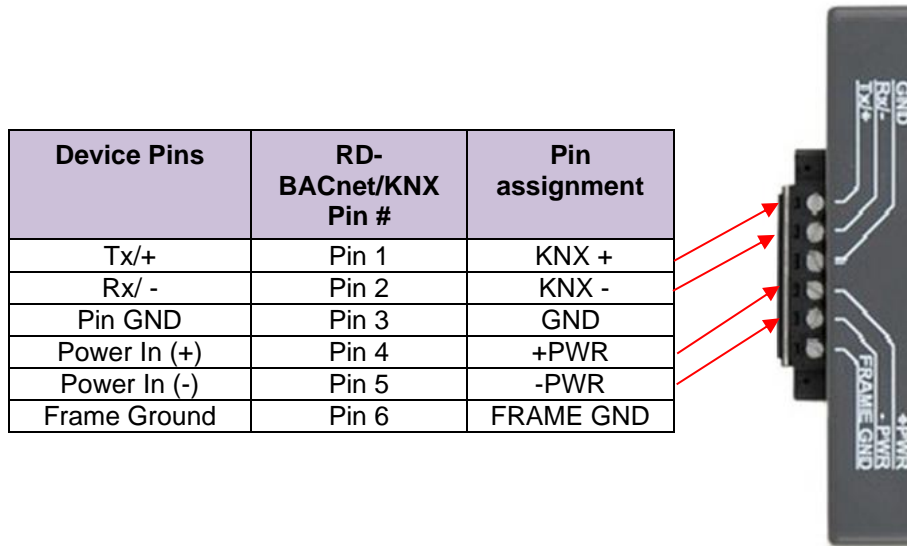 Device Pins RD-BACnet/KNX Pin # Pin assignment
Tx/+ Pin 1 KNX +
Rx/ - Pin 2 KNX -
Pin GND Pin 3 GND
Power In (+) Pin 4 +PWR
Power In (-) Pin 5 -PWR
Frame Ground Pin 6 FRAME GND
Tx/+
Rx/-
GND
FRAME GND
- PWR
+PWR